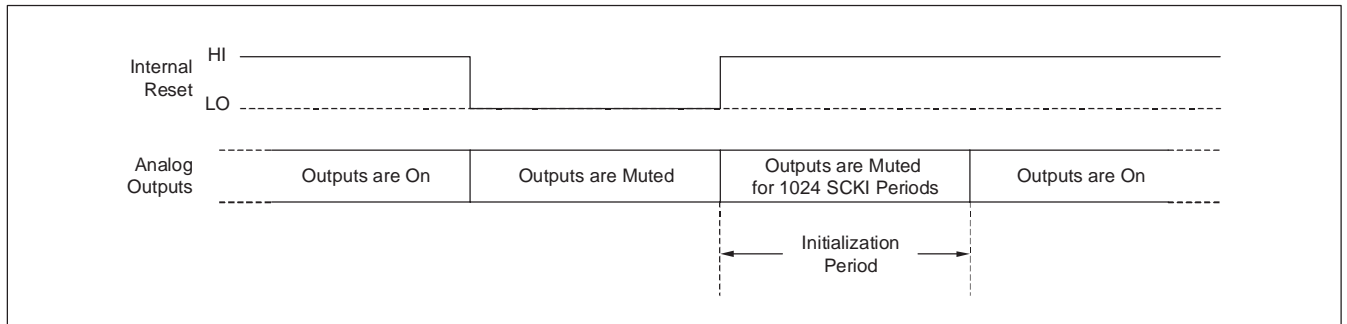 HI
Internal
Reset
LO
Analog
Outputs
Outputs are On
Outputs are Muted
Outputs are Muted
for 1024 SCKI Periods
Outputs are On
Initialization
Period